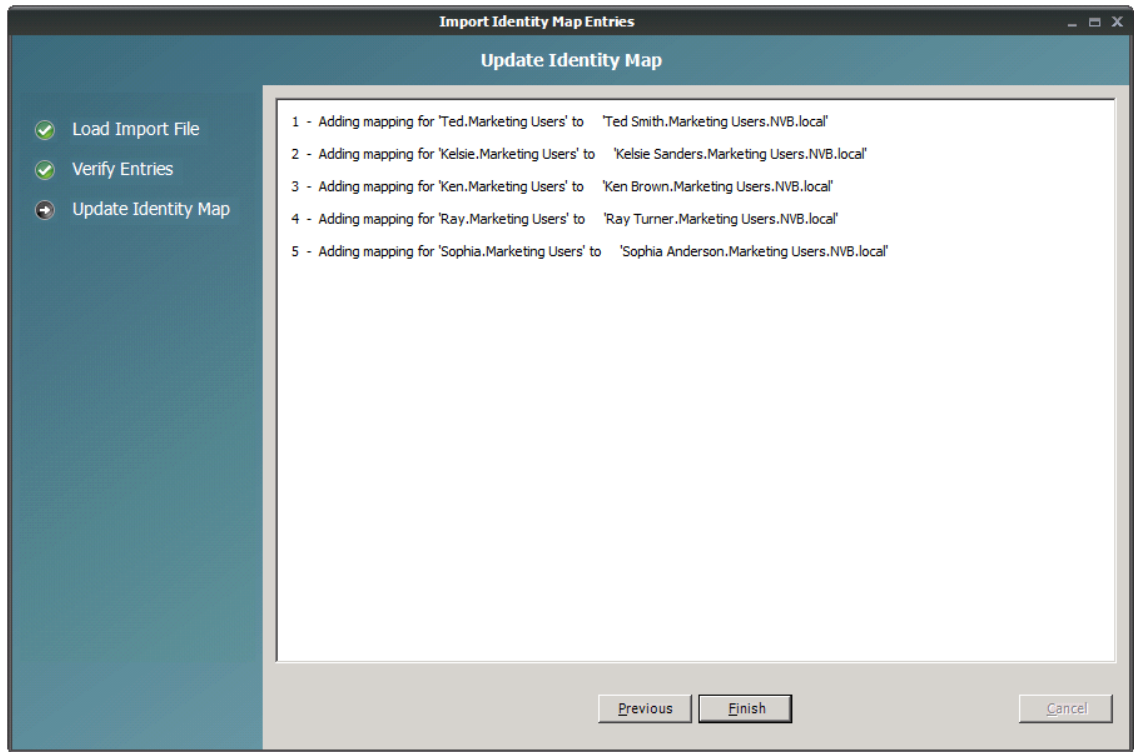 Import Identity Map Entries
Update Identity Map
Load Import File
Verify Entries
Update Identity Map
1 - Adding mapping for 'Ted.Marketing Users' to 'Ted Smith.Marketing Users.NVB.local'
2 - Adding mapping for 'Kelsie.Marketing Users' to 'Kelsie Sanders.Marketing Users.NVB.local'
3 - Adding mapping for 'Ken.Marketing Users' to 'Ken Brown.Marketing Users.NVB.local'
4 - Adding mapping for 'Ray.Marketing Users' to 'Ray Turner.Marketing Users.NVB.local'
5 - Adding mapping for 'Sophia.Marketing Users' to 'Sophia Anderson.Marketing Users.NVB.local'
Previous Finish Cancel